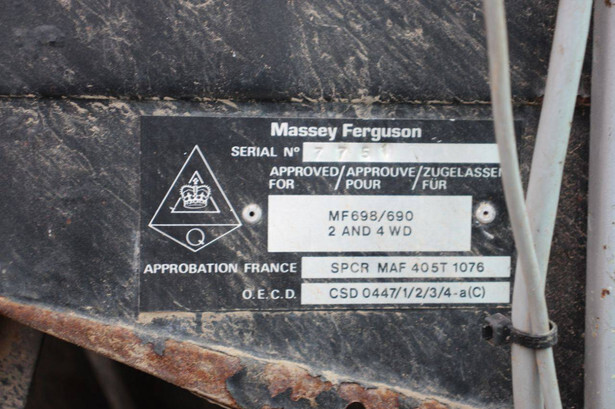 Massey Ferguson
SERIAL Nº 7751
APPROVED/APPROUVE/ZUGELASSEN
FOR POUR FÜR
MF698/690
2 AND 4 WD
Q
APPROBATION FRANCE SPCR MAF 405T 1076
O.E.C.D. CSD 0447/1/2/3/4-a(C)